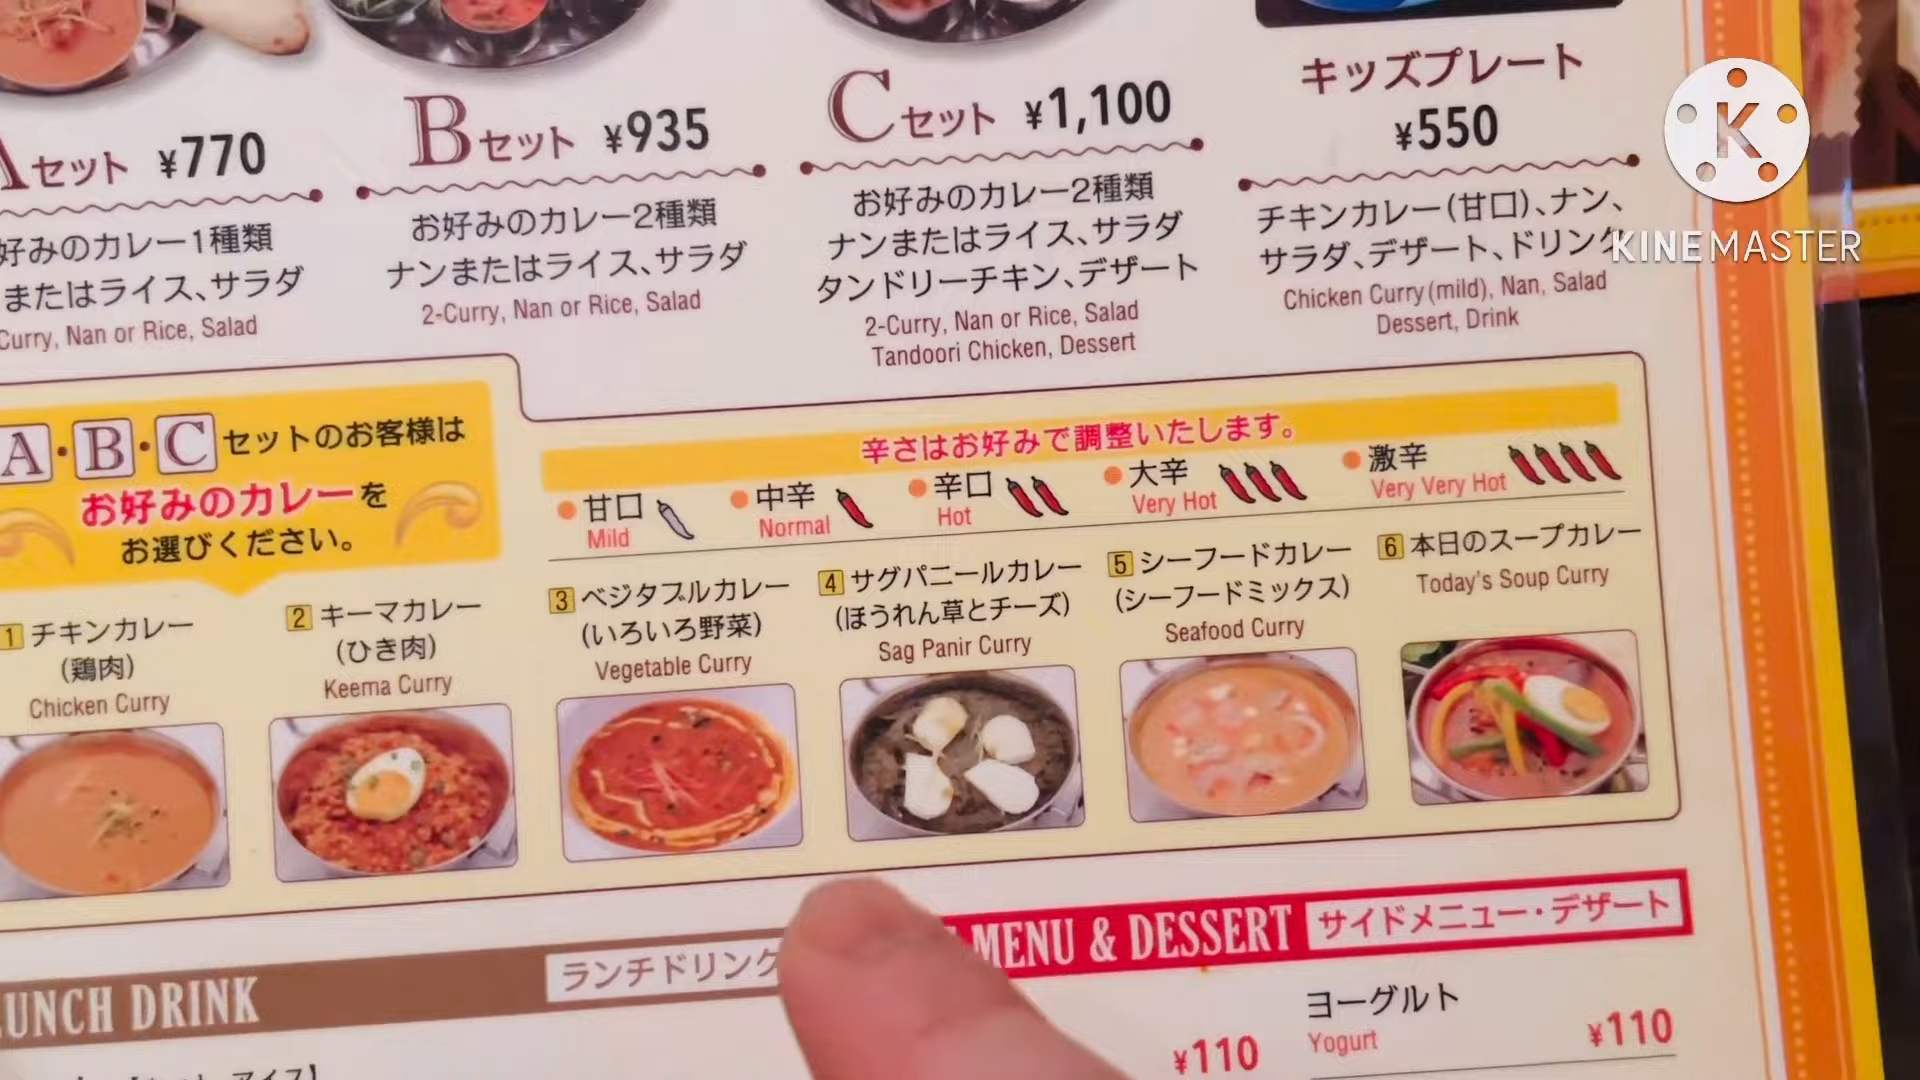 セット ¥770
好みのカレー1種類
またはライス、サラダ
Curry, Nan or Rice, Salad
Bセット ¥935
お好みのカレー2種類
ナンまたはライス、サラダ
2-Curry, Nan or Rice, Salad
Cセット ¥1,100
お好みのカレー2種類
ナンまたはライス、サラダ
タンドリーチキン、デザート
2-Curry, Nan or Rice, Salad
Tandoori Chicken, Dessert
キッズプレート
¥550
チキンカレー(甘口)、ナン、
サラダ、デザート、ドリンク
Chicken Curry (mild), Nan, Salad
Dessert, Drink
K
KINEMASTER
A・B・Cセットのお客様は
お好みのカレーを
お選びください。
辛さはお好みで調整いたします。
甘口
Mild
中辛
Normal
辛口
Hot
大辛
Very Hot
激辛
Very Very Hot
1 チキンカレー
(鶏肉)
Chicken Curry
2 キーマカレー
(ひき肉)
Keema Curry
3 ベジタブルカレー
(いろいろ野菜)
Vegetable Curry
4 サグパニールカレー
(ほうれん草とチーズ)
Sag Panir Curry
5 シーフードカレー
(シーフードミックス)
Seafood Curry
6 本日のスープカレー
Today's Soup Curry
LUNCH DRINK ランチドリンク
MENU & DESSERT サイドメニュー・デザート
¥110
ヨーグルト
Yogurt ¥110